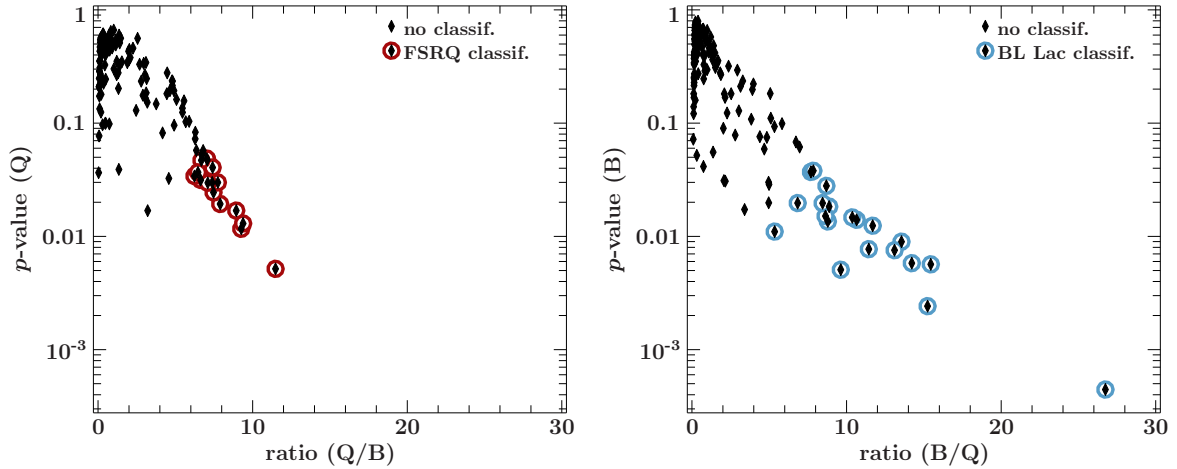 1
0.1
0.01
10⁻³
0
10
20
30
p-value (Q)
ratio (Q/B)
no classif.
FSRQ classif.
1
0.1
0.01
10⁻³
0
10
20
30
p-value (B)
ratio (B/Q)
no classif.
BL Lac classif.